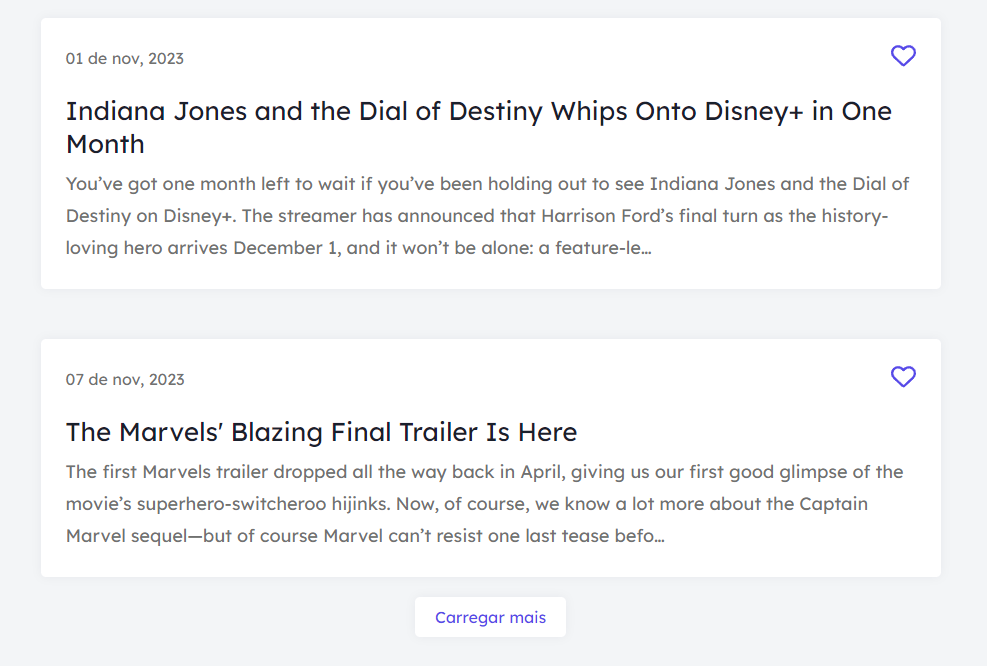 01 de nov, 2023
Indiana Jones and the Dial of Destiny Whips Onto Disney+ in One
Month
You’ve got one month left to wait if you’ve been holding out to see Indiana Jones and the Dial of
Destiny on Disney+. The streamer has announced that Harrison Ford’s final turn as the history-
loving hero arrives December 1, and it won’t be alone: a feature-le...
07 de nov, 2023
The Marvels' Blazing Final Trailer Is Here
The first Marvels trailer dropped all the way back in April, giving us our first good glimpse of the
movie’s superhero-switcheroo hijinks. Now, of course, we know a lot more about the Captain
Marvel sequel—but of course Marvel can’t resist one last tease befo...
Carregar mais